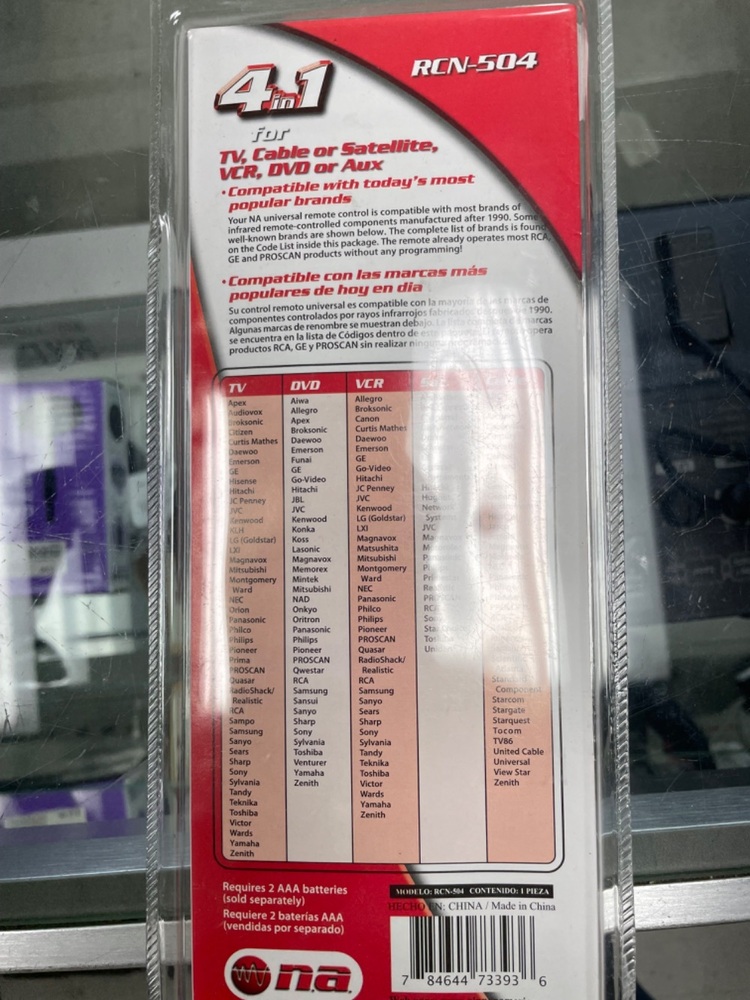 4 in 1
RCN-504
for
TV, Cable or Satellite,
VCR, DVD or Aux
• Compatible with today's most
popular brands
Your NA universal remote control is compatible with most brands of
infrared remote-controlled components manufactured after 1990. Some
well-known brands are shown below. The complete list of brands is found
on the Code List inside this package. The remote already operates most RCA,
GE and PROSCAN products without any programming!
• Compatible con las marcas más
populares de hoy en dia
Su control remoto universal es compatible con la mayoria de las marcas de
componentes controlados por rayos infrarrojos 1990.
Algunas marcas de renombre se muestran debajo.
se encuentra en la lista de Códigos dentro de
productos RCA, GE y PROSCAN sin realizar
TV
Apex
Audiovox
Broksonic
Citizen
Curtis Mathes
Daewoo
Emerson
GE
Hisense
Hitachi
JC Penney
JVC
Kenwood
KLH
LG (Goldstar)
LXI
Magnavox
Mitsubishi
Montgomery
Ward
NEC
Orion
Panasonic
Philco
Philips
Pioneer
Prima
PROSCAN
Quasar
RadioShack/
Realistic
RCA
Sampo
Samsung
Sanyo
Sears
Sharp
Sony
Sylvania
Tandy
Teknika
Toshiba
Victor
Wards
Yamaha
Zenith
DVD
Aiwa
Allegro
Apex
Broksonic
Daewoo
Emerson
Funai
GE
Go-Video
Hitachi
JBL
JVC
Kenwood
Konka
Koss
Lasonic
Magnavox
Memorex
Mintek
Mitsubishi
NAD
Onkyo
Oritron
Panasonic
Philips
Pioneer
PROSCAN
Qwestar
RCA
Samsung
Sansui
Sanyo
Sharp
Sony
Sylvania
Toshiba
Venturer
Yamaha
Zenith
VCR
Allegro
Broksonic
Canon
Curtis Mathes
Daewoo
Emerson
GE
Go-Video
Hitachi
JC Penney
JVC
Kenwood
LG (Goldstar)
LXI
Magnavox
Matsushita
Mitsubishi
Montgomery
Ward
NEC
Panasonic
Philco
Philips
Pioneer
PROSCAN
Quasar
RadioShack/
Realistic
RCA
Samsung
Sanyo
Sears
Sharp
Sony
Sylvania
Tandy
Teknika
Toshiba
Victor
Wards
Yamaha
Zenith
JVC
Starcom
Stargate
Starquest
Tocom
TV86
United Cable
Universal
View Star
Zenith
Requires 2 AAA batteries
(sold separately)
Requiere 2 baterías AAA
(vendidas por separado)
MODELO: RCN-504 CONTENIDO: 1 PIEZA
HECHO EN: CHINA / Made in China
7 84644 73393 6
n.a.